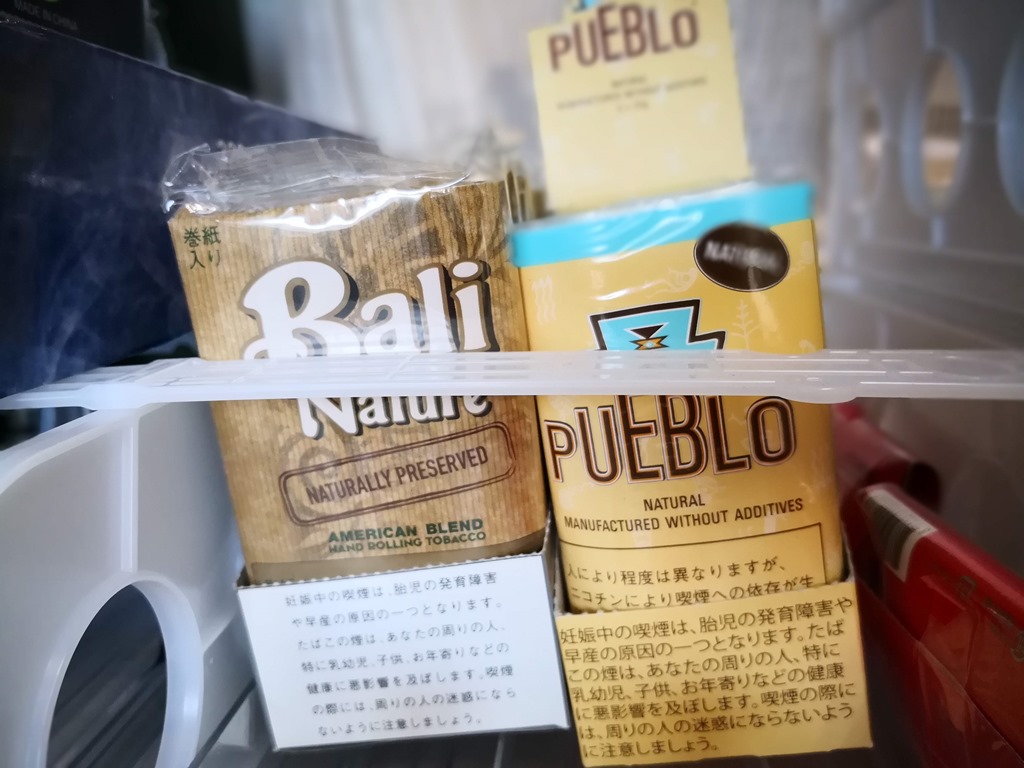 MADE IN CHINA
PUEBLO
巻紙
入り
Bali
Nature
NATURALLY PRESERVED
AMERICAN BLEND
HAND ROLLING TOBACCO
妊娠中の喫煙は、胎児の発育障害
や早産の原因の一つとなります。
たばこの煙は、あなたの周りの人、
特に乳幼児、子供、お年寄りなどの
健康に悪影響を及ぼします。喫煙
の際には、周りの人の迷惑になら
ないように注意しましょう。
NATURAL
PUEBLO
NATURAL
MANUFACTURED WITHOUT ADDITIVES
人により程度は異なりますが、
ニコチンにより喫煙への依存が生
妊娠中の喫煙は、胎児の発育障害や
早産の原因の一つとなります。たば
この煙は、あなたの周りの人、特に
乳幼児、子供、お年寄りなどの健康
に悪影響を及ぼします。喫煙の際に
は、周りの人の迷惑にならないよう
に注意しましょう。